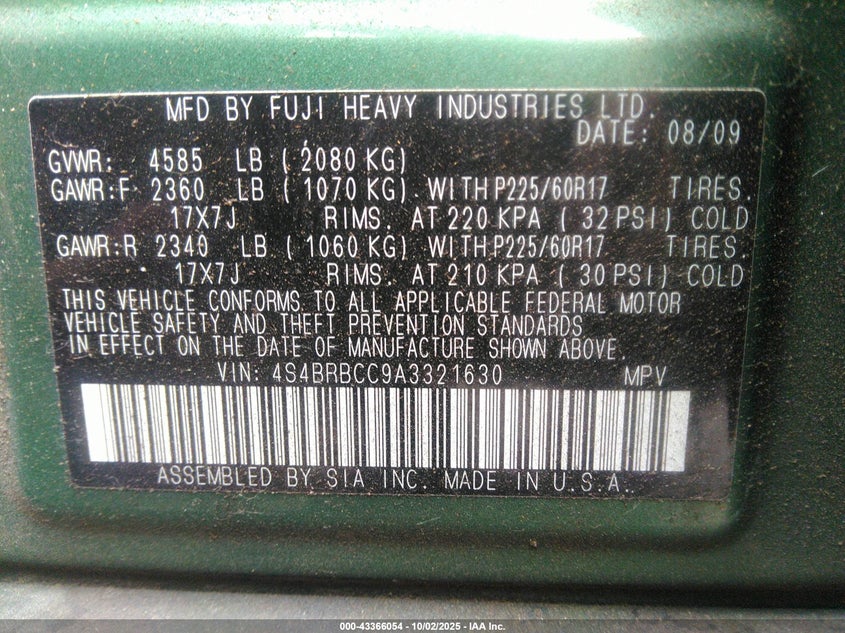 MFD BY FUJI HEAVY INDUSTRIES LTD.
DATE: 08/09
GVWR: 4585 LB (2080 KG)
GAWR:F 2360 LB (1070 KG) WITH P225/60R17 TIRES.
17X7J RIMS. AT 220 KPA (32 PSI) COLD
GAWR:R 2340 LB (1060 KG) WITH P225/60R17 TIRES.
17X7J RIMS. AT 210 KPA (30 PSI) COLD
THIS VEHICLE CONFORMS TO ALL APPLICABLE FEDERAL MOTOR
VEHICLE SAFETY AND THEFT PREVENTION STANDARDS
IN EFFECT ON THE DATE OF MANUFACTURE SHOWN ABOVE.
VIN: 4S4BRBCC9A3321630 MPV
ASSEMBLED BY SIA INC. MADE IN U.S.A.
000-43366054 - 10/02/2025 - IAA Inc.